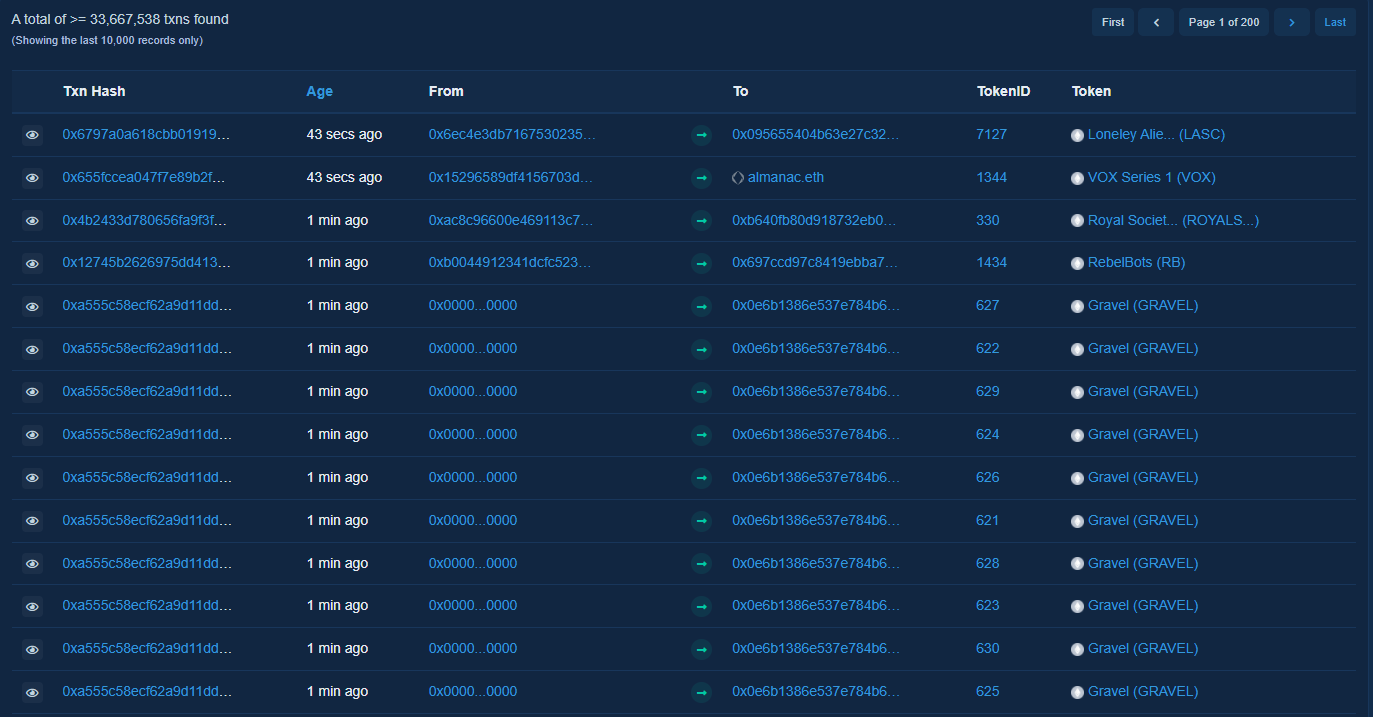 A total of >= 33,667,538 txns found
(Showing the last 10,000 records only)
First Page 1 of 200 Last
Txn Hash Age From To TokenID Token
0x6797a0a618cbb01919... 43 secs ago 0x6ec4e3db7167530235... 0x095655404b63e27c32... 7127 Loneley Alie... (LASC)
0x655fccea047f7e89b2f... 43 secs ago 0x15296589df4156703d... almanac.eth 1344 VOX Series 1 (VOX)
0x4b2433d780656fa9f3f... 1 min ago 0xac8c96600e469113c7... 0xb640fb80d918732eb0... 330 Royal Societ... (ROYALS...)
0x12745b2626975dd413... 1 min ago 0xb0044912341dcfc523... 0x697ccd97c8419ebba7... 1434 RebelBots (RB)
0xa555c58ecf62a9d11dd... 1 min ago 0x0000...0000 0x0e6b1386e537e784b6... 627 Gravel (GRAVEL)
0xa555c58ecf62a9d11dd... 1 min ago 0x0000...0000 0x0e6b1386e537e784b6... 622 Gravel (GRAVEL)
0xa555c58ecf62a9d11dd... 1 min ago 0x0000...0000 0x0e6b1386e537e784b6... 629 Gravel (GRAVEL)
0xa555c58ecf62a9d11dd... 1 min ago 0x0000...0000 0x0e6b1386e537e784b6... 624 Gravel (GRAVEL)
0xa555c58ecf62a9d11dd... 1 min ago 0x0000...0000 0x0e6b1386e537e784b6... 626 Gravel (GRAVEL)
0xa555c58ecf62a9d11dd... 1 min ago 0x0000...0000 0x0e6b1386e537e784b6... 621 Gravel (GRAVEL)
0xa555c58ecf62a9d11dd... 1 min ago 0x0000...0000 0x0e6b1386e537e784b6... 628 Gravel (GRAVEL)
0xa555c58ecf62a9d11dd... 1 min ago 0x0000...0000 0x0e6b1386e537e784b6... 623 Gravel (GRAVEL)
0xa555c58ecf62a9d11dd... 1 min ago 0x0000...0000 0x0e6b1386e537e784b6... 630 Gravel (GRAVEL)
0xa555c58ecf62a9d11dd... 1 min ago 0x0000...0000 0x0e6b1386e537e784b6... 625 Gravel (GRAVEL)